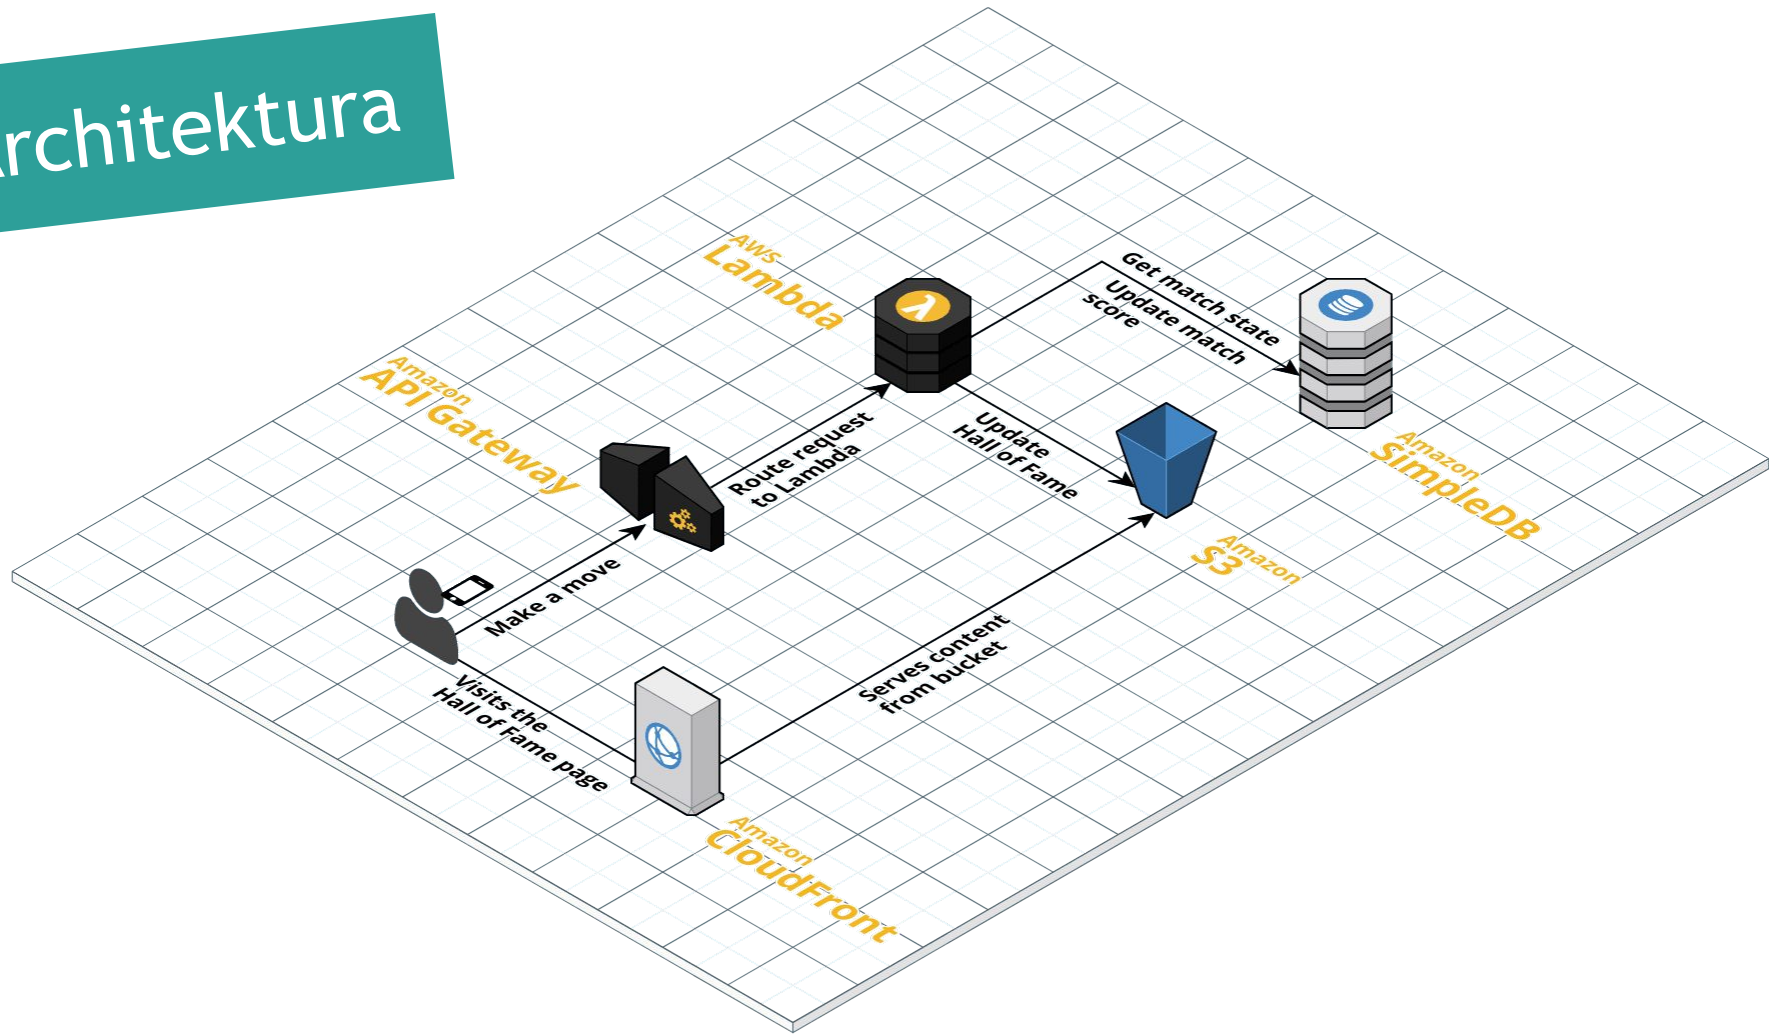 Architektura
AWS
Lambda
Get match state
Update match
score
Amazon
API Gateway
Route request
to Lambda
Update
Hall of Fame
Amazon
SimpleDB
Amazon
S3
Make a move
Visits the
Hall of Fame page
Serves content
from bucket
Amazon
CloudFront